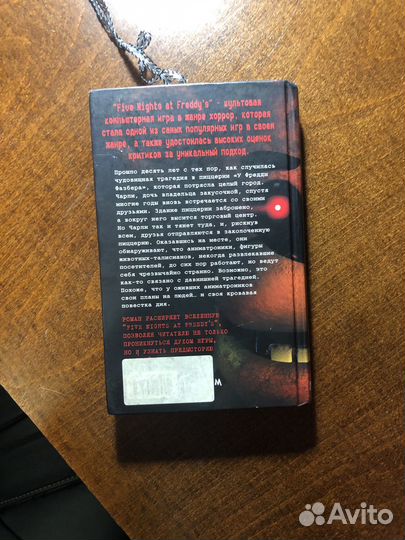 "Five Nights at Freddy's" - культовая
компьютерная игра в жанре хоррор, которая
стала одной из самых популярных игр в своем
жанре, а также удостоилась высоких оценок
критиков за уникальный подход.
Прошло десять лет с тех пор, как случилась
чудовищная трагедия в пиццерии «У Фредди
Фазбера», которая потрясла целый город.
Чарли, дочь владельца закусочной, спустя
многие годы вновь встречается со своими
друзьями. Здание пиццерии заброшено,
а вокруг него высится торговый центр.
Но Чарли так и тянет туда, и, рискнув
всем, друзья отправляются в заколоченную
пиццерию. Оказавшись на месте, они
обнаруживают, что аниматроники, фигуры
животных-талисманов, некогда развлекавшие
посетителей, до сих пор работают, но ведут
себя чрезвычайно странно. Возможно, это
как-то связано с давнишней трагедией.
Похоже, что у оживших аниматроников
свои планы на людей… и своя кровавая
повестка дня.
РОМАН РАСШИРЯЕТ ВСЕЛЕННУЮ
"FIVE NIGHTS AT FREDDY'S",
ПОЗВОЛЯЯ ЧИТАТЕЛЮ НЕ ТОЛЬКО
ПРОНИКНУТЬСЯ ДУХОМ ИГРЫ,
НО И УЗНАТЬ ПРЕДЫСТОРИЮ
Avito